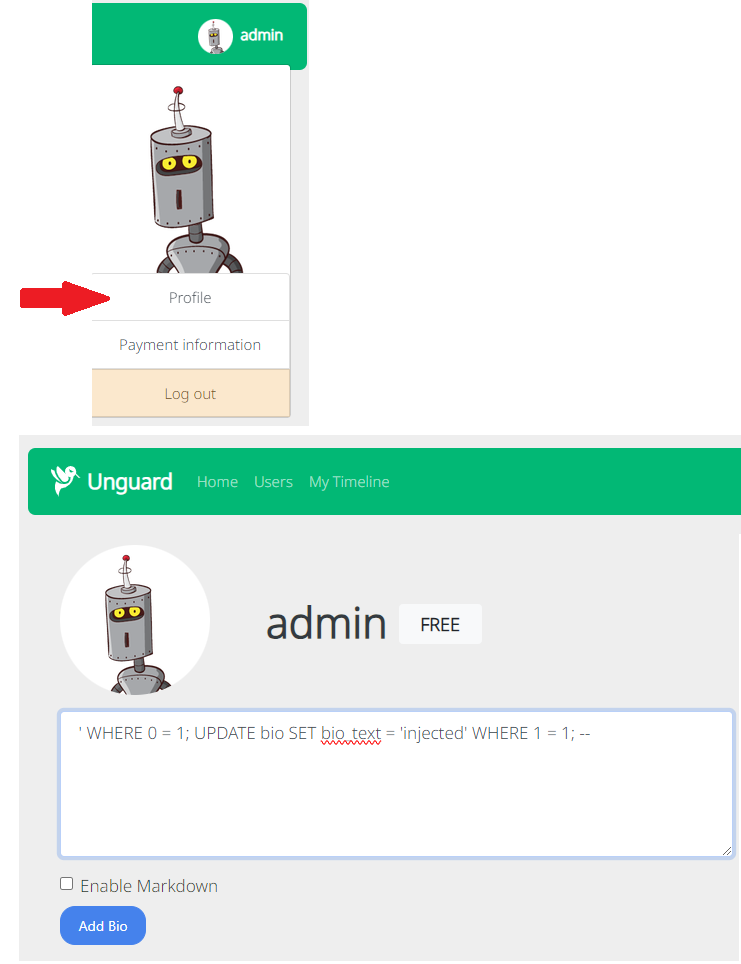 admin
Profile
Payment information
Log out
Unguard Home Users My Timeline
admin FREE
' WHERE 0 = 1; UPDATE bio SET bio_text = 'injected' WHERE 1 = 1; --
Enable Markdown
Add Bio